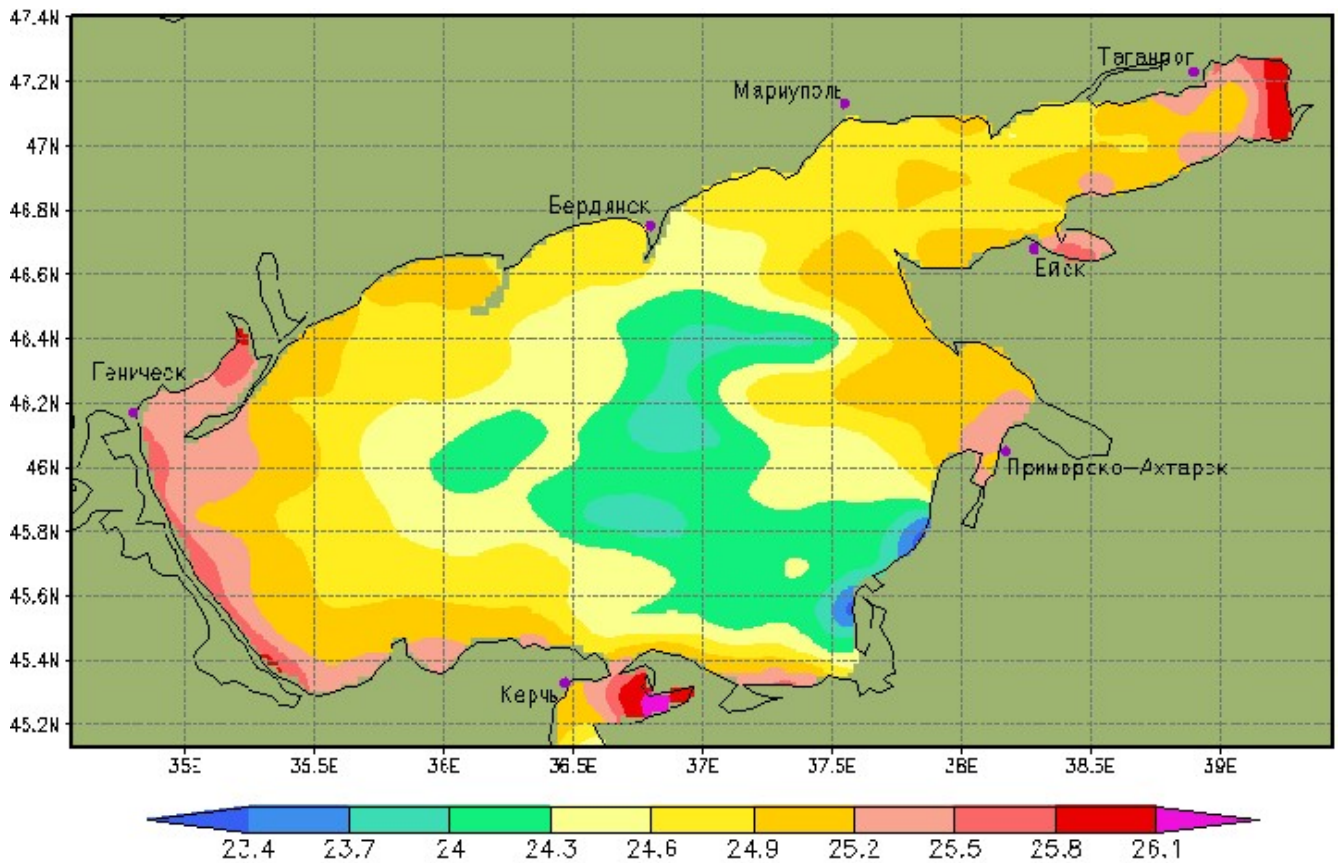 47.4N
47.2N
47N
46.8N
46.6N
46.4N
46.2N
46N
45.8N
45.6N
45.4N
45.2N
Таганрог
Мариуполь
Бердянск
Ейск
Геническ
Приморско-Ахтарск
Керчь
35E 35.5E 36E 36.5E 37E 37.5E 38E 38.5E 39E
23.4 23.7 24 24.3 24.6 24.9 25.2 25.5 25.8 26.1